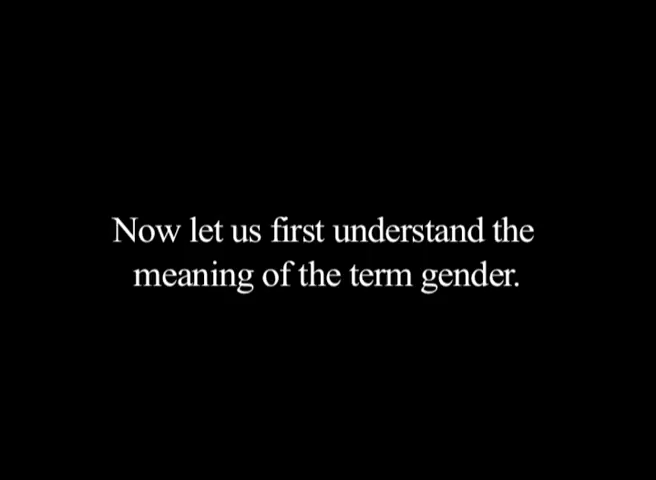 Now let us first understand the
meaning of the term gender.